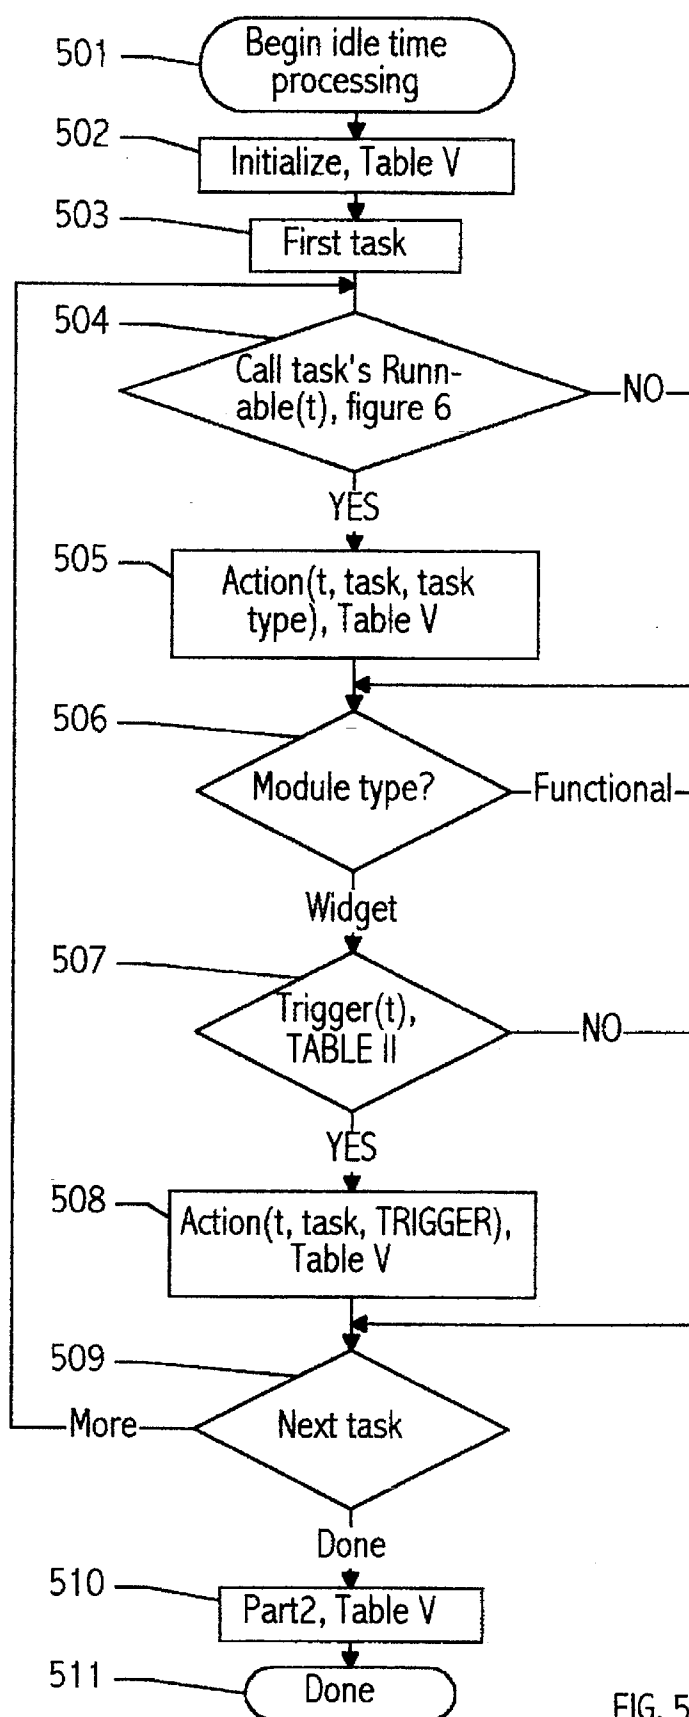 501
Begin idle time
processing
502
Initialize, Table V
503
First task
504
Call task's Runn-
able(t), figure 6
NO
YES
505
Action(t, task, task
type), Table V
506
Module type?
Functional
Widget
507
Trigger(t),
TABLE II
NO
YES
508
Action(t, task, TRIGGER),
Table V
509
Next task
More
Done
510
Part2, Table V
511
Done
FIG. 5